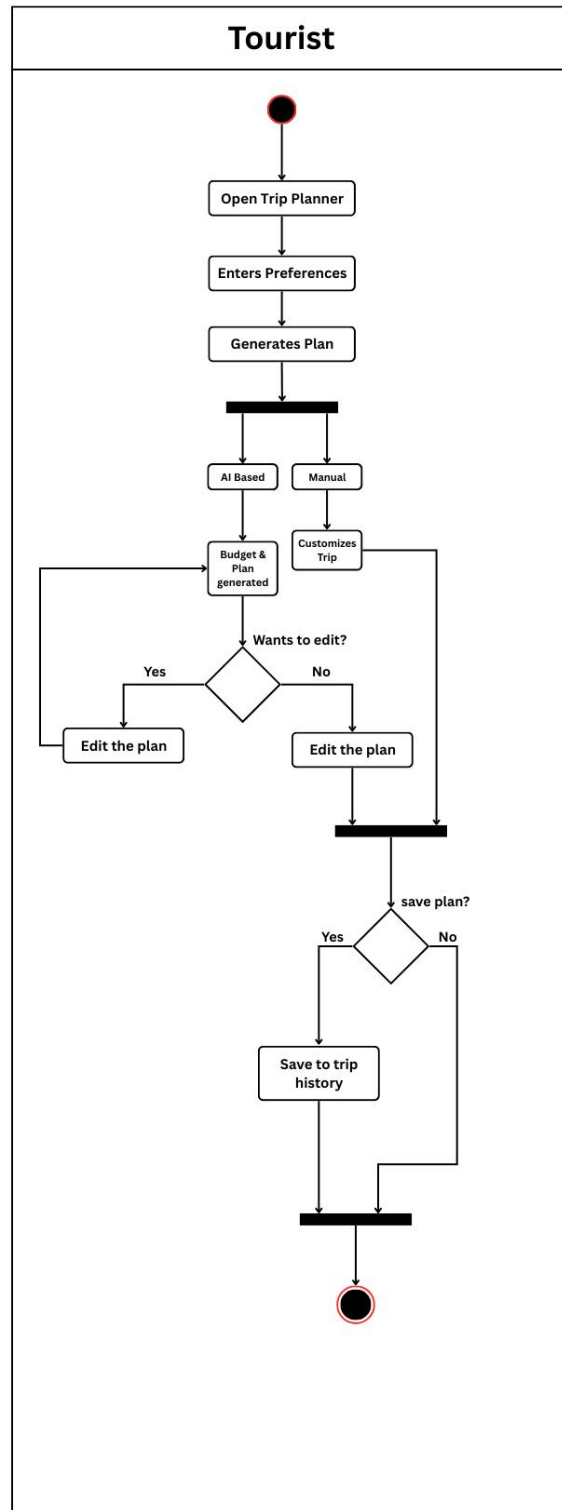 Tourist
Open Trip Planner
Enters Preferences
Generates Plan
AI Based
Manual
Budget &
Plan
generated
Customizes
Trip
Wants to edit?
Yes
No
Edit the plan
Edit the plan
save plan?
Yes
No
Save to trip
history